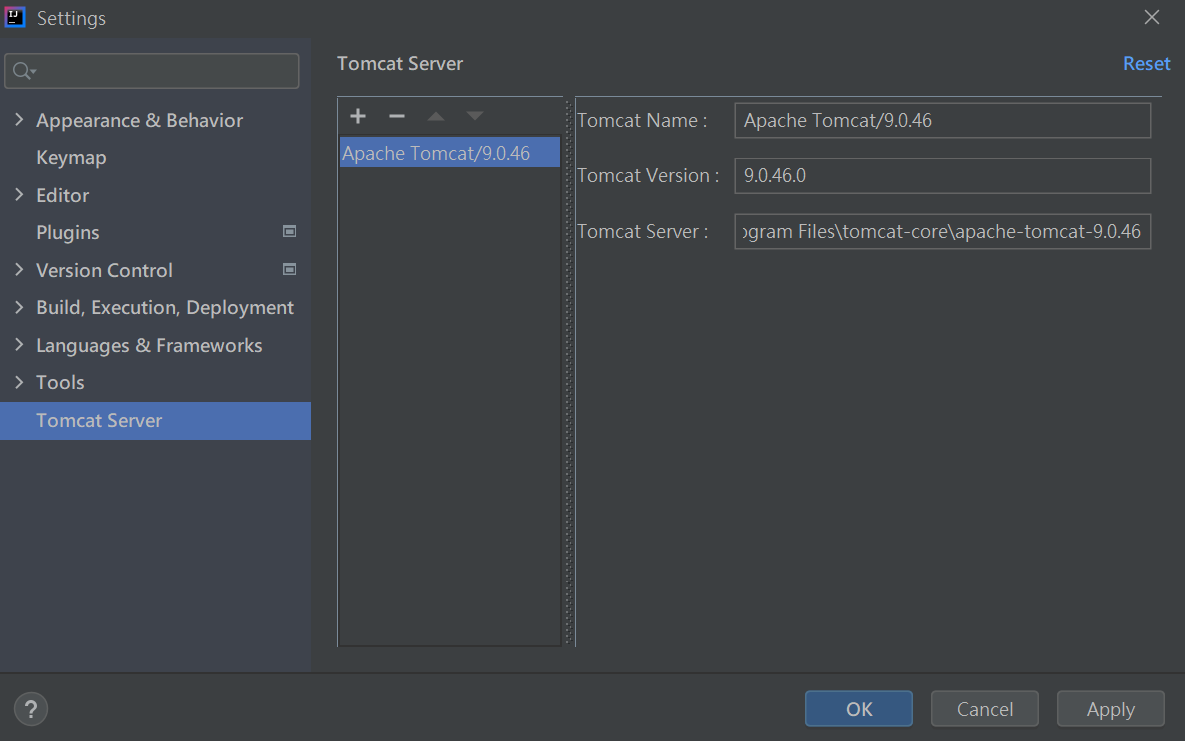 Settings
Tomcat Server
Reset
Appearance & Behavior
Keymap
Editor
Plugins
Version Control
Build, Execution, Deployment
Languages & Frameworks
Tools
Tomcat Server
Apache Tomcat/9.0.46
Tomcat Name : Apache Tomcat/9.0.46
Tomcat Version : 9.0.46.0
Tomcat Server : ogram Files\tomcat-core\apache-tomcat-9.0.46
? OK Cancel Apply